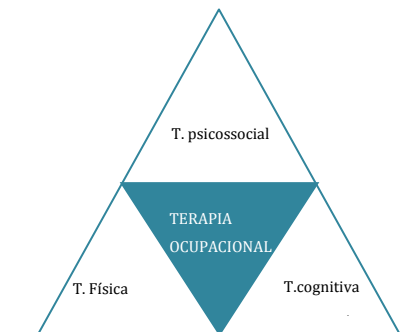 T. psicossocial
TERAPIA
OCUPACIONAL
T. Física
T.cognitiva